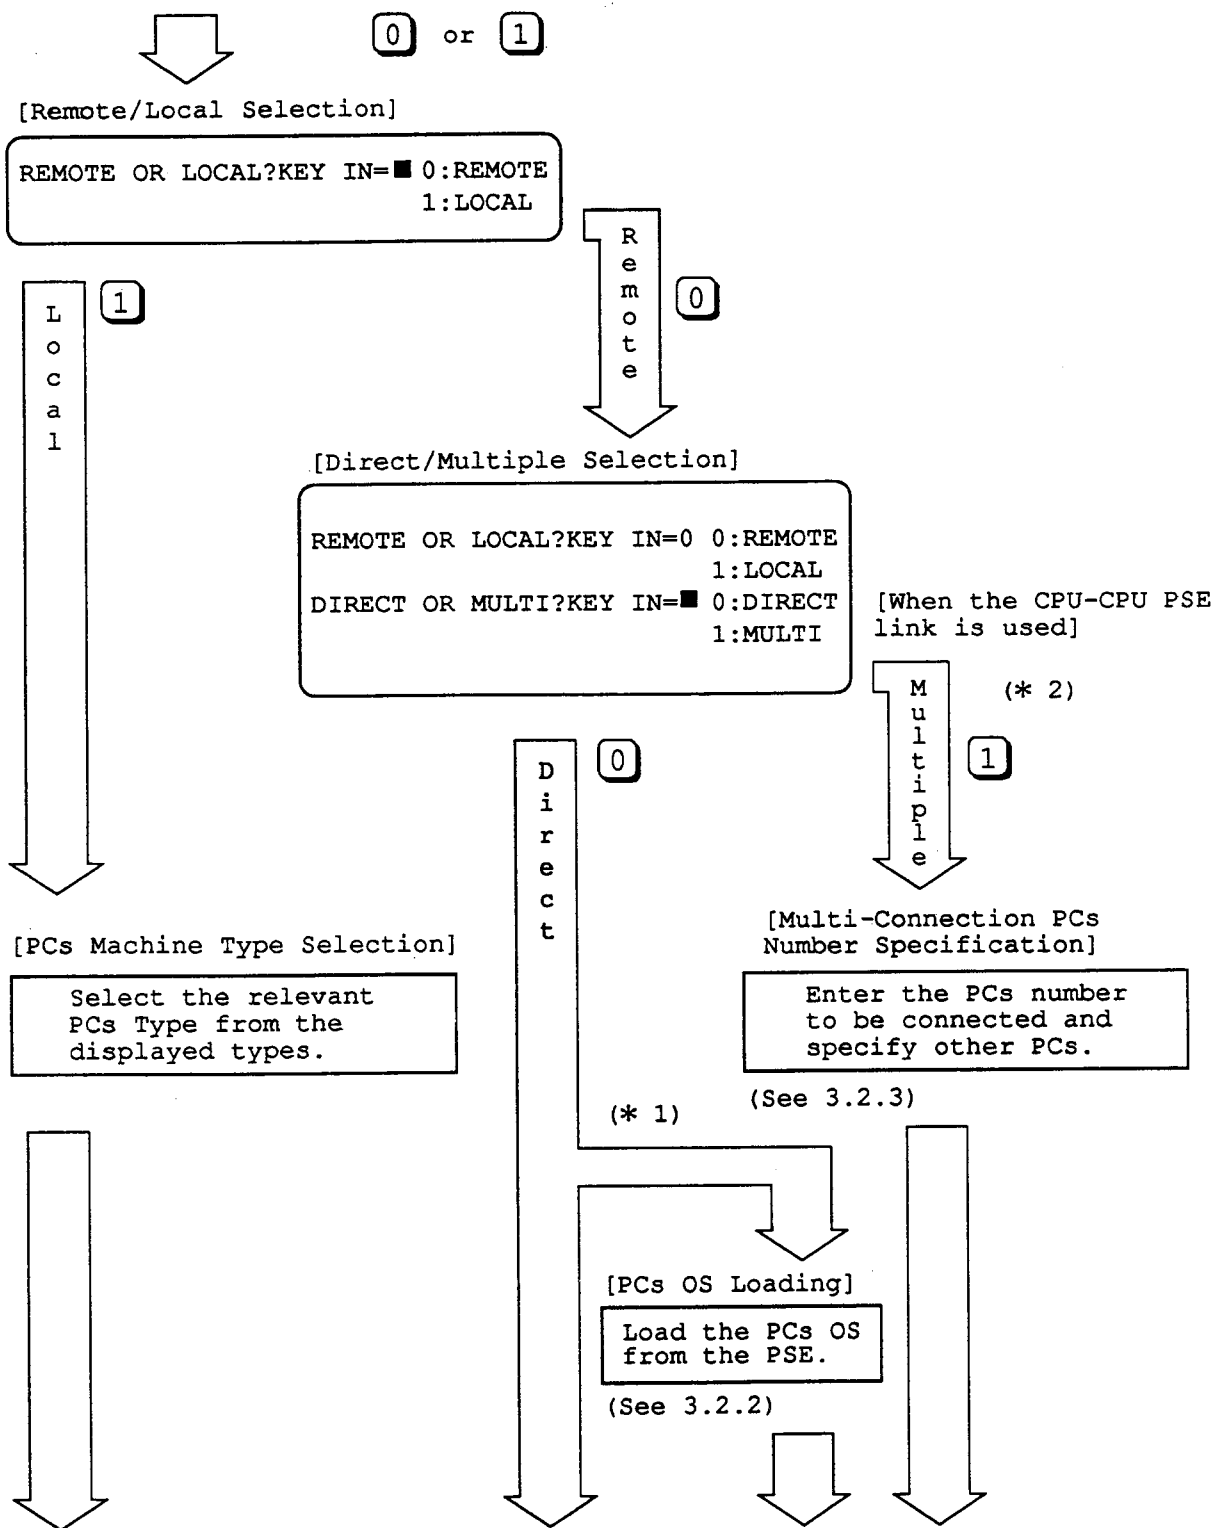 0 or 1
[Remote/Local Selection]
REMOTE OR LOCAL?KEY IN=■ 0:REMOTE
1:LOCAL
Remote
0
Local
1
[Direct/Multiple Selection]
REMOTE OR LOCAL?KEY IN=0 0:REMOTE
1:LOCAL
DIRECT OR MULTI?KEY IN=■ 0:DIRECT
1:MULTI
[When the CPU-CPU PSE
link is used]
Multiple
(* 2)
1
Direct
0
[PCs Machine Type Selection]
Select the relevant
PCs Type from the
displayed types.
[Multi-Connection PCs
Number Specification]
Enter the PCs number
to be connected and
specify other PCs.
(See 3.2.3)
(* 1)
[PCs OS Loading]
Load the PCs OS
from the PSE.
(See 3.2.2)